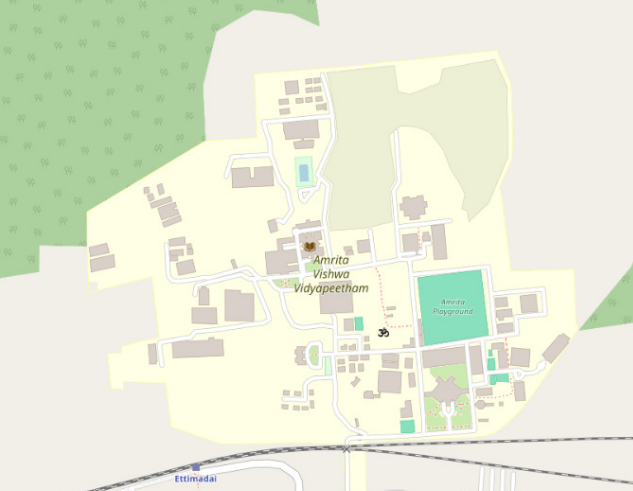 Amrita
Vishwa
Vidyapeetham
Amrita
Playground
ॐ
Ettimadai